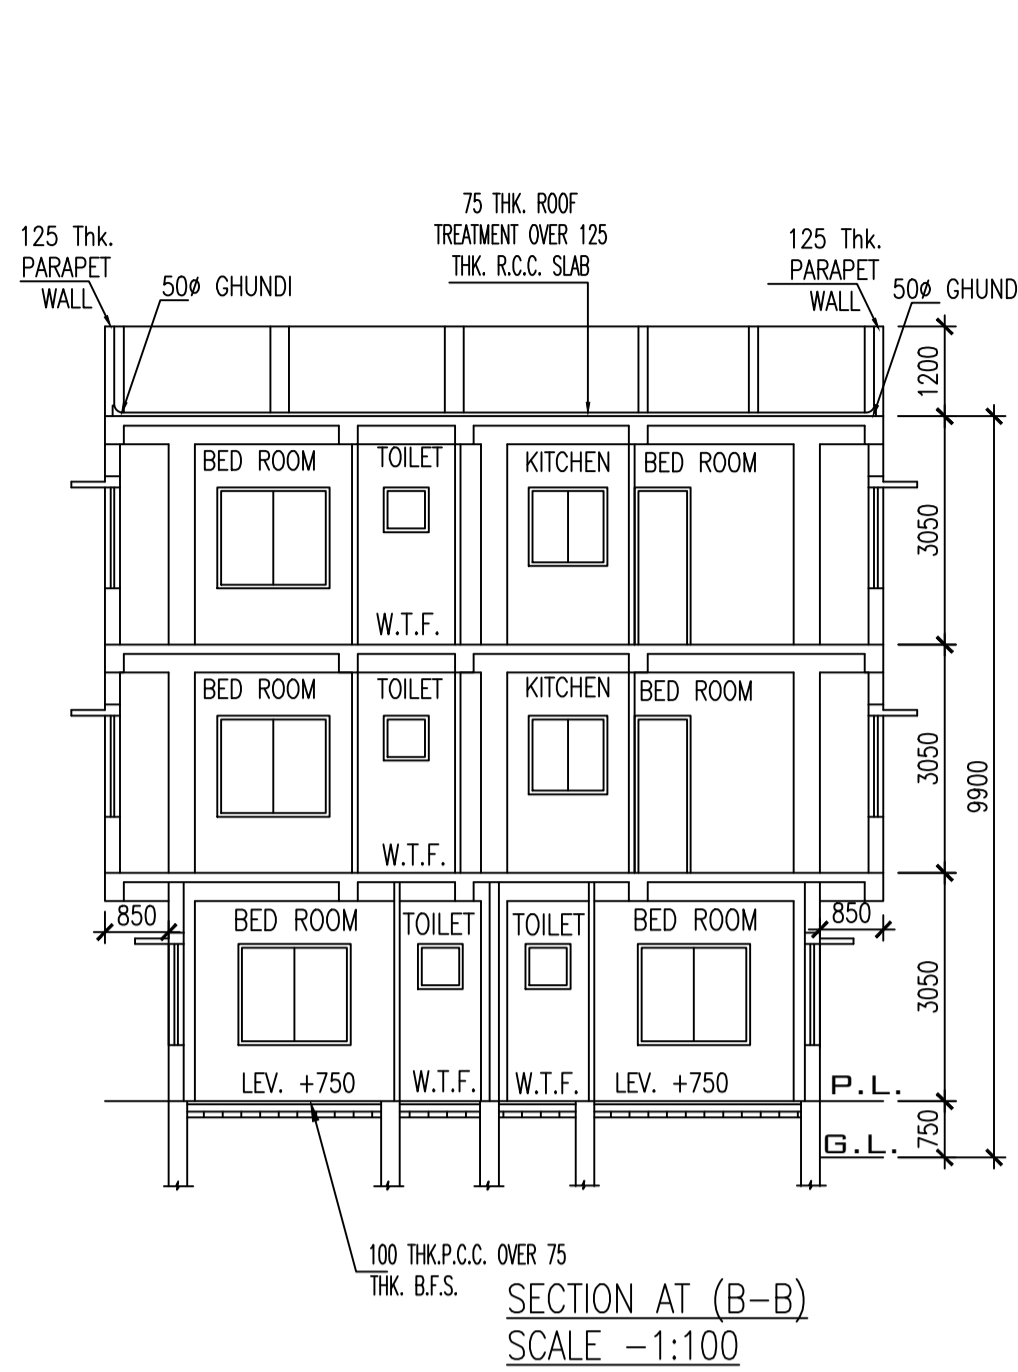 75 THK. ROOF
TREATMENT OVER 125
THK. R.C.C. SLAB
125 Thk.
PARAPET
WALL
50ø GHUNDI
125 Thk.
PARAPET
WALL
50ø GHUND
1200
BED ROOM
TOILET
KITCHEN
BED ROOM
3050
W.T.F.
BED ROOM
TOILET
KITCHEN
BED ROOM
3050
9900
W.T.F.
850
BED ROOM
TOILET
TOILET
BED ROOM
850
3050
LEV. +750
W.T.F.
W.T.F.
LEV. +750
P.L.
750
G.L.
100 THK.P.C.C. OVER 75
THK. B.F.S.
SECTION AT (B-B)
SCALE -1:100